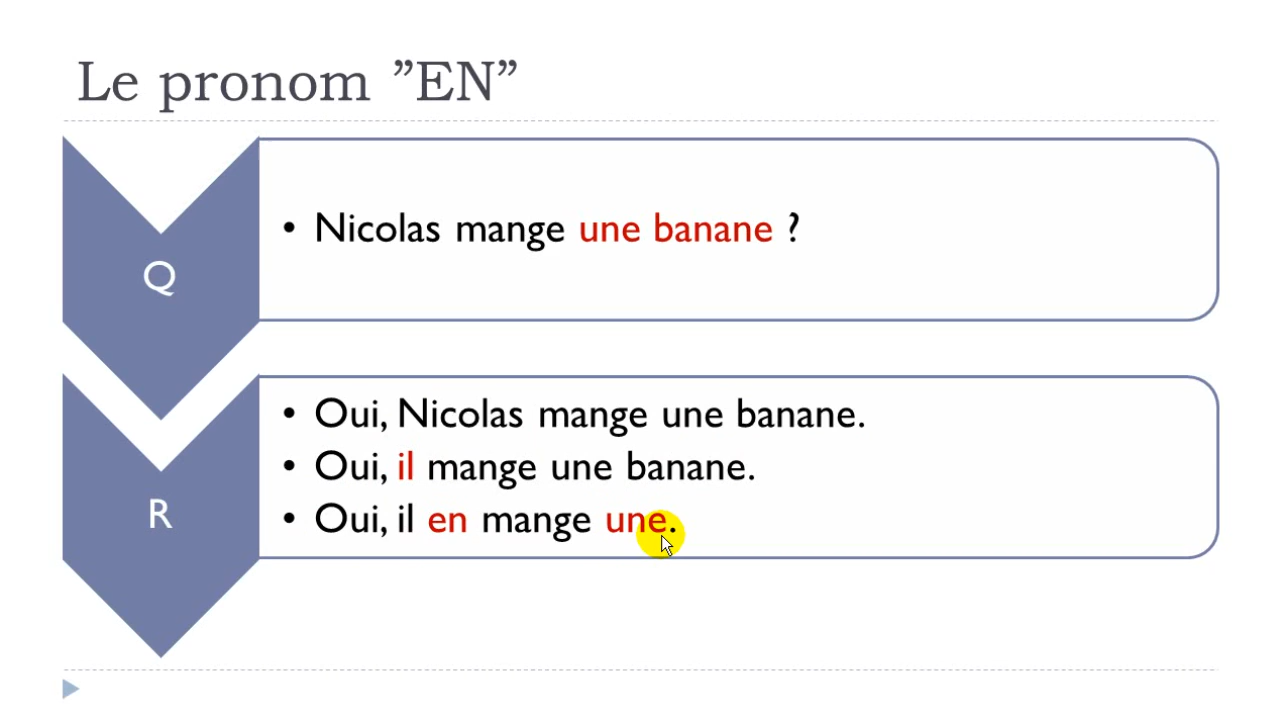 Le pronom ”EN”
Q
• Nicolas mange une banane ?
R
• Oui, Nicolas mange une banane.
• Oui, il mange une banane.
• Oui, il en mange une.